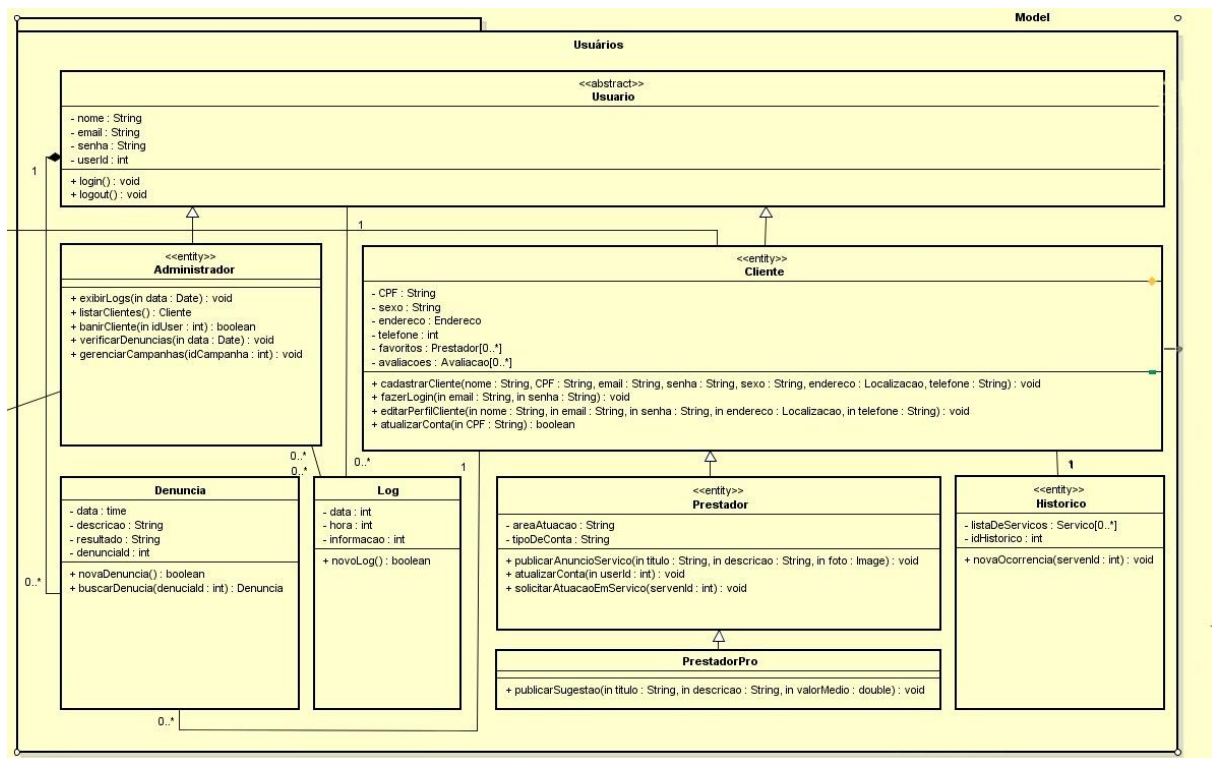 Model
Usuários
<<abstract>>
Usuario
- nome : String
- email : String
- senha : String
- userId : int
+ login() : void
+ logout() : void
1
1
<<entity>>
Administrador
+ exibirLogs(in data : Date) : void
+ listarClientes() : Cliente
+ banirCliente(in idUser : int) : boolean
+ verificarDenuncias(in data : Date) : void
+ gerenciarCampanhas(idCampanha : int) : void
<<entity>>
Cliente
- CPF : String
- sexo : String
- endereco : Endereco
- telefone : int
- favoritos : Prestador[0..*]
- avaliacoes : Avaliacao[0..*]
+ cadastrarCliente(nome : String, CPF : String, email : String, senha : String, sexo : String, endereco : Localizacao, telefone : String) : void
+ fazerLogin(in email : String, in senha : String) : void
+ editarPerfilCliente(in nome : String, in email : String, in senha : String, in endereco : Localizacao, in telefone : String) : void
+ atualizarConta(in CPF : String) : boolean
0..*
0..*
0..*
1
1
Denuncia
- data : time
- descricao : String
- resultado : String
- denunciaId : int
+ novaDenuncia() : boolean
+ buscarDenucia(denuciaId : int) : Denuncia
0..*
0..*
Log
- data : int
- hora : int
- informacao : int
+ novoLog() : boolean
<<entity>>
Prestador
- areaAtuacao : String
- tipoDeConta : String
+ publicarAnuncioServico(in titulo : String, in descricao : String, in foto : Image) : void
+ atualizarConta(in userId : int) : void
+ solicitarAtuacaoEmServico(servenId : int) : void
<<entity>>
Historico
- listaDeServicos : Servico[0..*]
- idHistorico : int
+ novaOcorrencia(servenId : int) : void
PrestadorPro
+ publicarSugestao(in titulo : String, in descricao : String, in valorMedio : double) : void